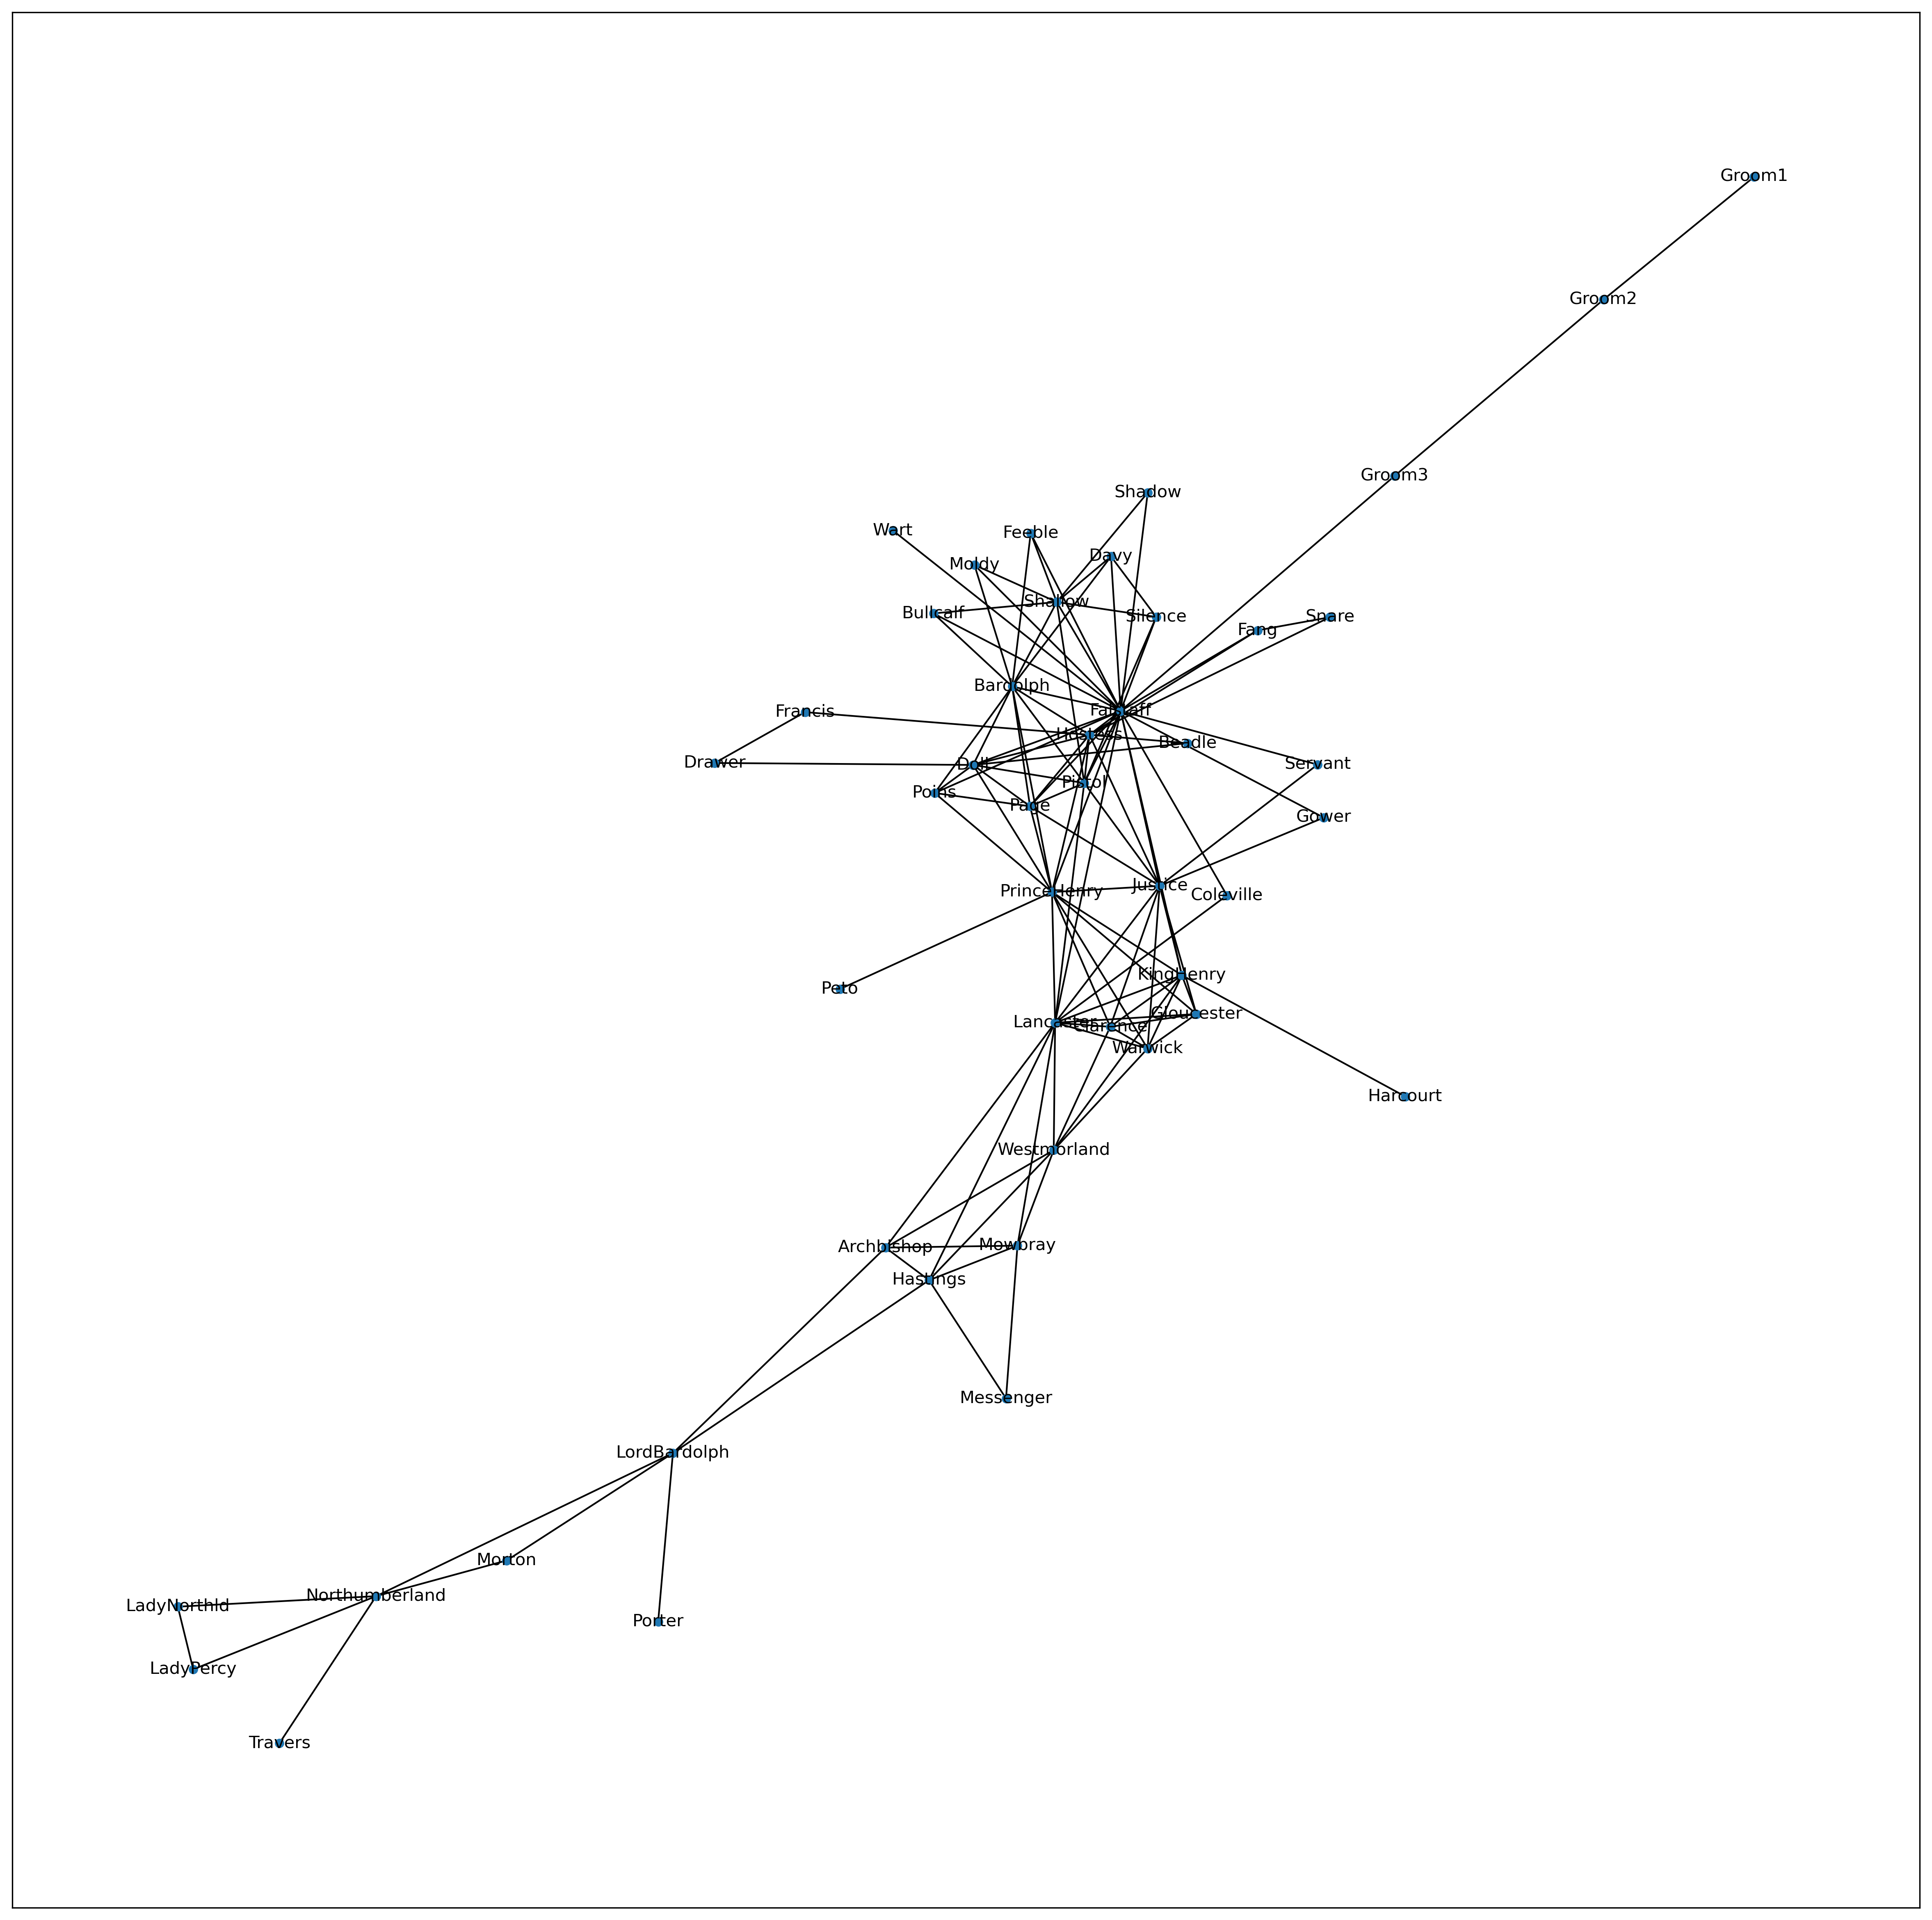 Groom1
Groom2
Groom3
Shadow
Wart
Feeble
Davy
Moldy
Shallow
Bullcalf
Silence
Snare
Fang
Bardolph
Falstaff
Francis
Hostess
Beadle
Drawer
Doll
Servant
Pistol
Poins
Page
Gower
PrinceHenry
Justice
Coleville
KingHenry
Peto
Gloucester
Lancaster
Clarence
Warwick
Harcourt
Westmorland
Archbishop
Mowbray
Hastings
Messenger
LordBardolph
Morton
Northumberland
LadyNorthld
Porter
LadyPercy
Travers